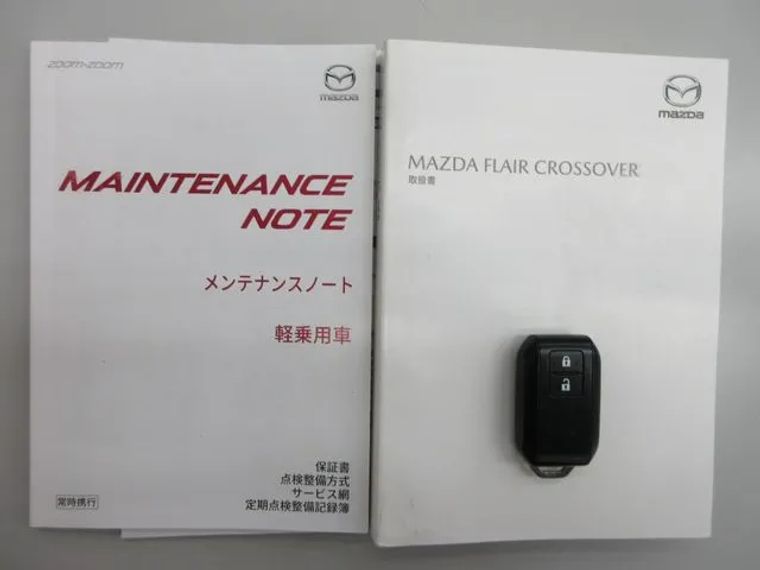 zoom-zoom
mazda
MAINTENANCE
NOTE
メンテナンスノート
軽乗用車
保証書
点検整備方式
サービス網
定期点検整備記録簿
常時携行
mazda
MAZDA FLAIR CROSSOVER
取扱書